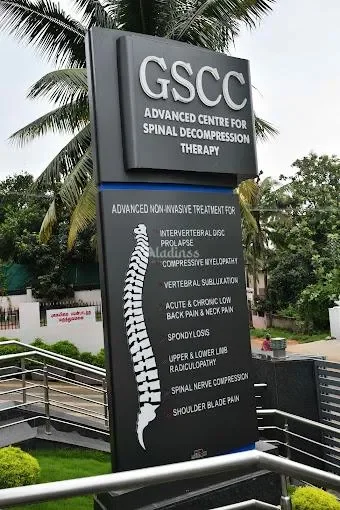 GSCC
ADVANCED CENTRE FOR
SPINAL DECOMPRESSION
THERAPY
ADVANCED NON-INVASIVE TREATMENT FOR
INTERVERTEBRAL DISC
PROLAPSE
Aladinss
COMPRESSIVE MYELOPATHY
VERTEBRAL SUBLUXATION
ACUTE & CHRONIC LOW
BACK PAIN & NECK PAIN
SPONDYLOSIS
UPPER & LOWER LIMB
RADICULOPATHY
SPINAL NERVE COMPRESSION
SHOULDER BLADE PAIN